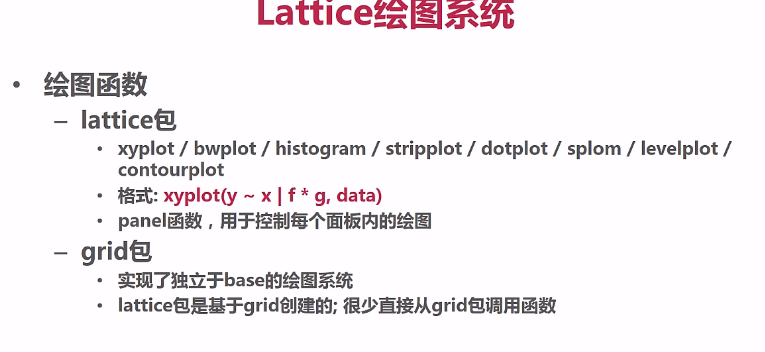 Lattice绘图系统
• 绘图函数
– lattice包
• xyplot / bwplot / histogram / stripplot / dotplot / splom / levelplot /
contourplot
• 格式: xyplot(y ~ x | f * g, data)
• panel函数，用于控制每个面板内的绘图
– grid包
• 实现了独立于base的绘图系统
• lattice包是基于grid创建的; 很少直接从grid包调用函数